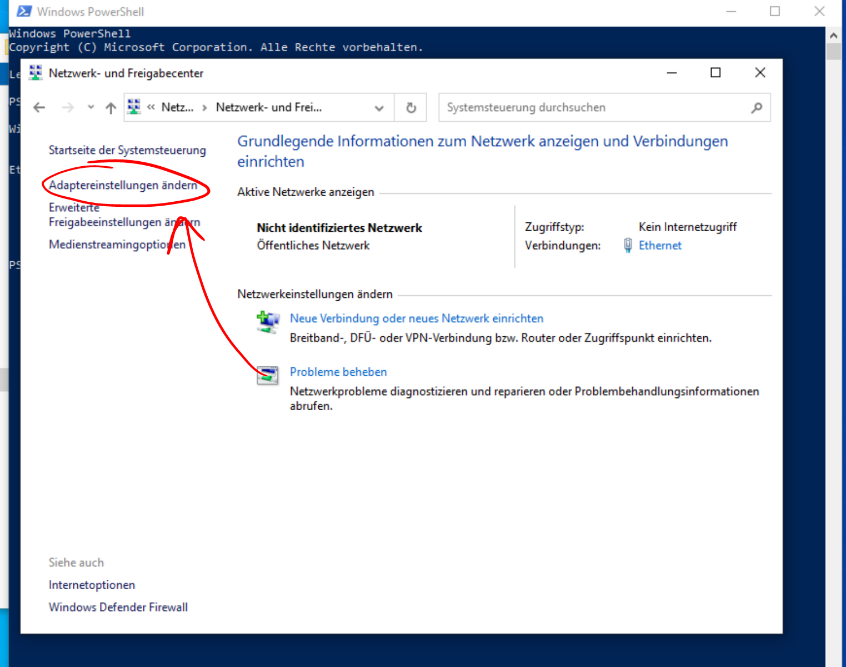 Windows PowerShell
Windows PowerShell
Copyright (C) Microsoft Corporation. Alle Rechte vorbehalten.
Le
Netzwerk- und Freigabecenter
PS
« Netz... > Netzwerk- und Frei...
Systemsteuerung durchsuchen
Wi
Startseite der Systemsteuerung
Adaptereinstellungen ändern
Erweiterte
Freigabeeinstellungen ändern
Medienstreamingoptionen
Et
PS
Grundlegende Informationen zum Netzwerk anzeigen und Verbindungen
einrichten
Aktive Netzwerke anzeigen
Nicht identifiziertes Netzwerk
Öffentliches Netzwerk
Zugriffstyp: Kein Internetzugriff
Verbindungen: Ethernet
Netzwerkeinstellungen ändern
Neue Verbindung oder neues Netzwerk einrichten
Breitband-, DFÜ- oder VPN-Verbindung bzw. Router oder Zugriffspunkt einrichten.
Probleme beheben
Netzwerkprobleme diagnostizieren und reparieren oder Problembehandlungsinformationen
abrufen.
Siehe auch
Internetoptionen
Windows Defender Firewall